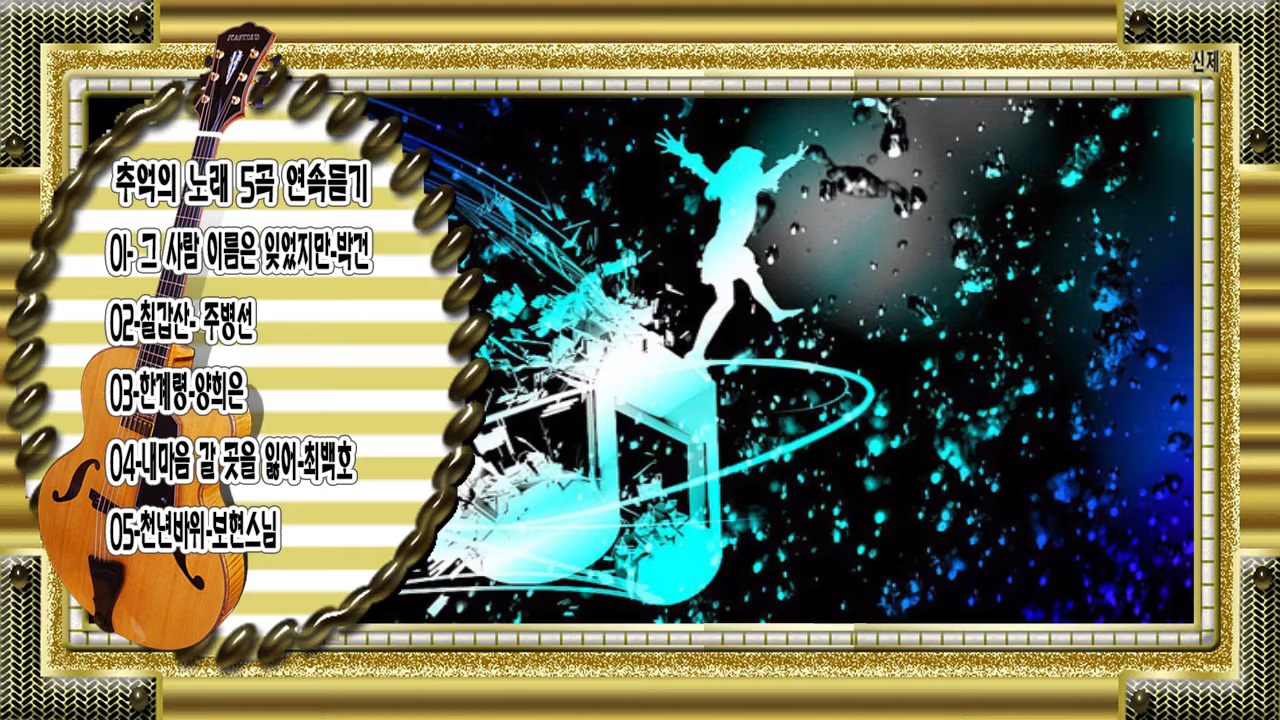 신제
추억의 노래 5곡 연속듣기
01- 그 사람 이름은 잊었지만-박건
02-칠갑산- 주병선
03-한계령-양희은
04-내마음 갈 곳을 잃어-최백호
05-천년바위-보현스님